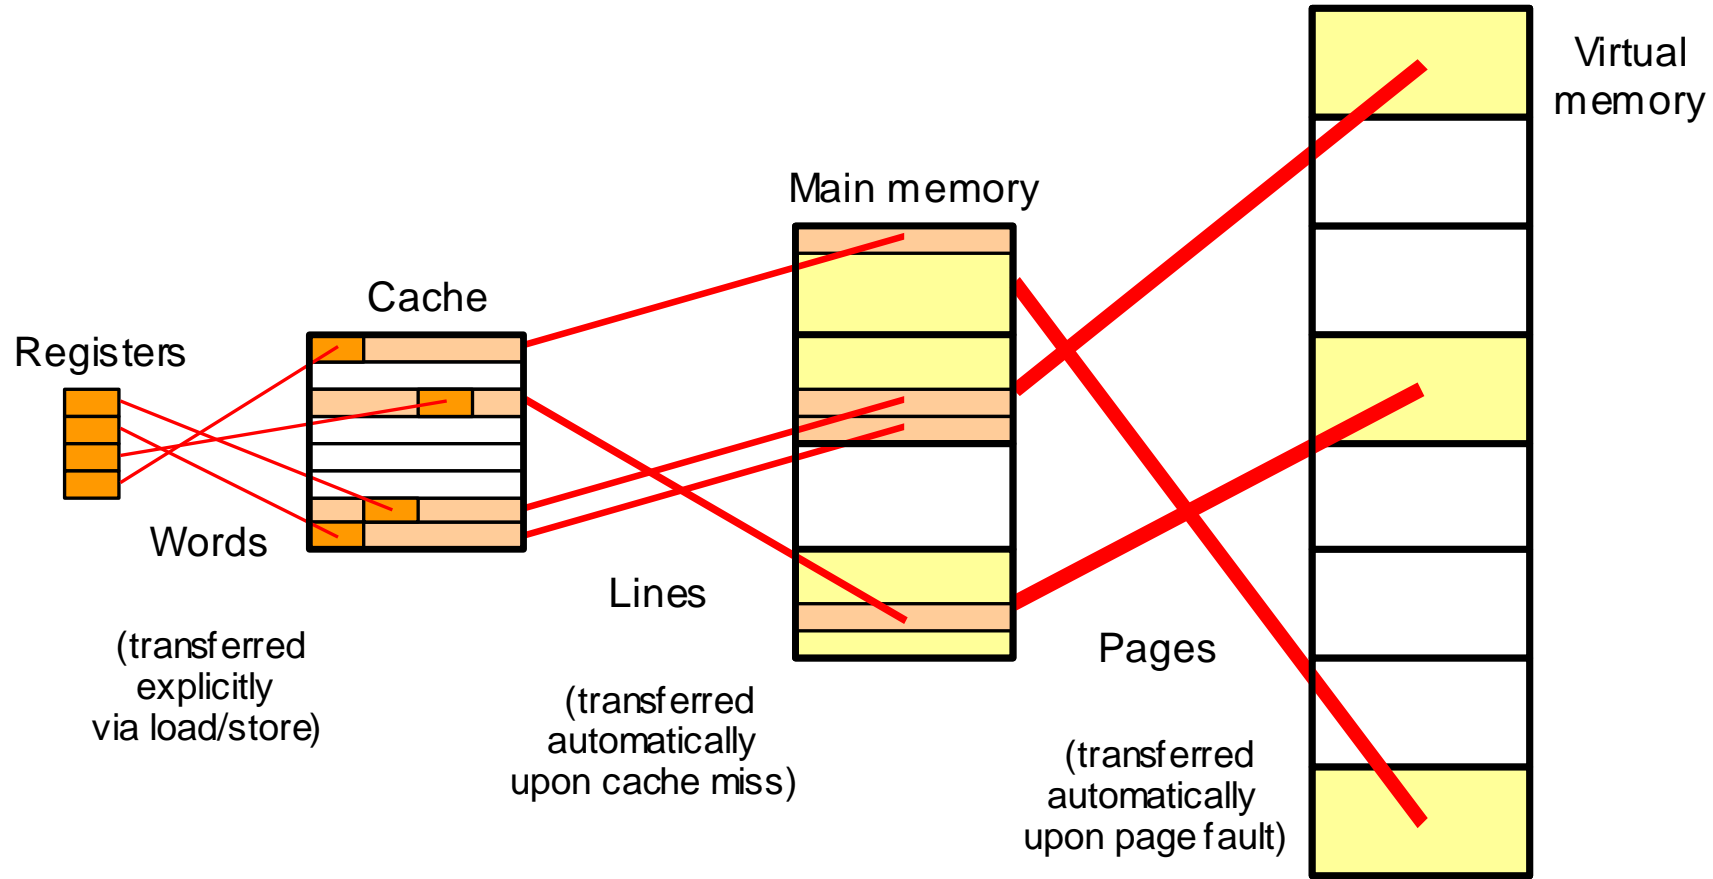 Virtual
memory
Main memory
Cache
Registers
Words
(transferred
explicitly
via load/store)
Lines
(transferred
automatically
upon cache miss)
Pages
(transferred
automatically
upon page fault)